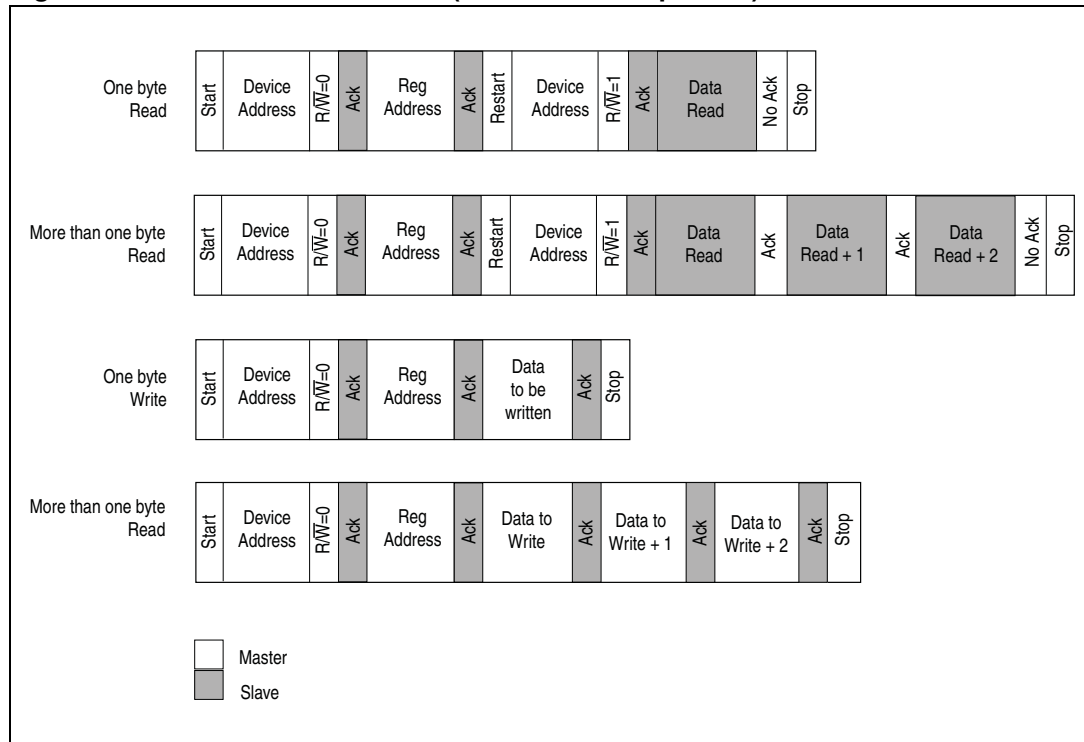 One byte
Read
Start
Device
Address
R/W̅=0
Ack
Reg
Address
Ack
Restart
Device
Address
R/W̅=1
Ack
Data
Read
No Ack
Stop
More than one byte
Read
Start
Device
Address
R/W̅=0
Ack
Reg
Address
Ack
Restart
Device
Address
R/W̅=1
Ack
Data
Read
Ack
Data
Read + 1
Ack
Data
Read + 2
No Ack
Stop
One byte
Write
Start
Device
Address
R/W̅=0
Ack
Reg
Address
Ack
Data
to be
written
Ack
Stop
More than one byte
Read
Start
Device
Address
R/W̅=0
Ack
Reg
Address
Ack
Data to
Write
Ack
Data to
Write + 1
Ack
Data to
Write + 2
Ack
Stop
Master
Slave